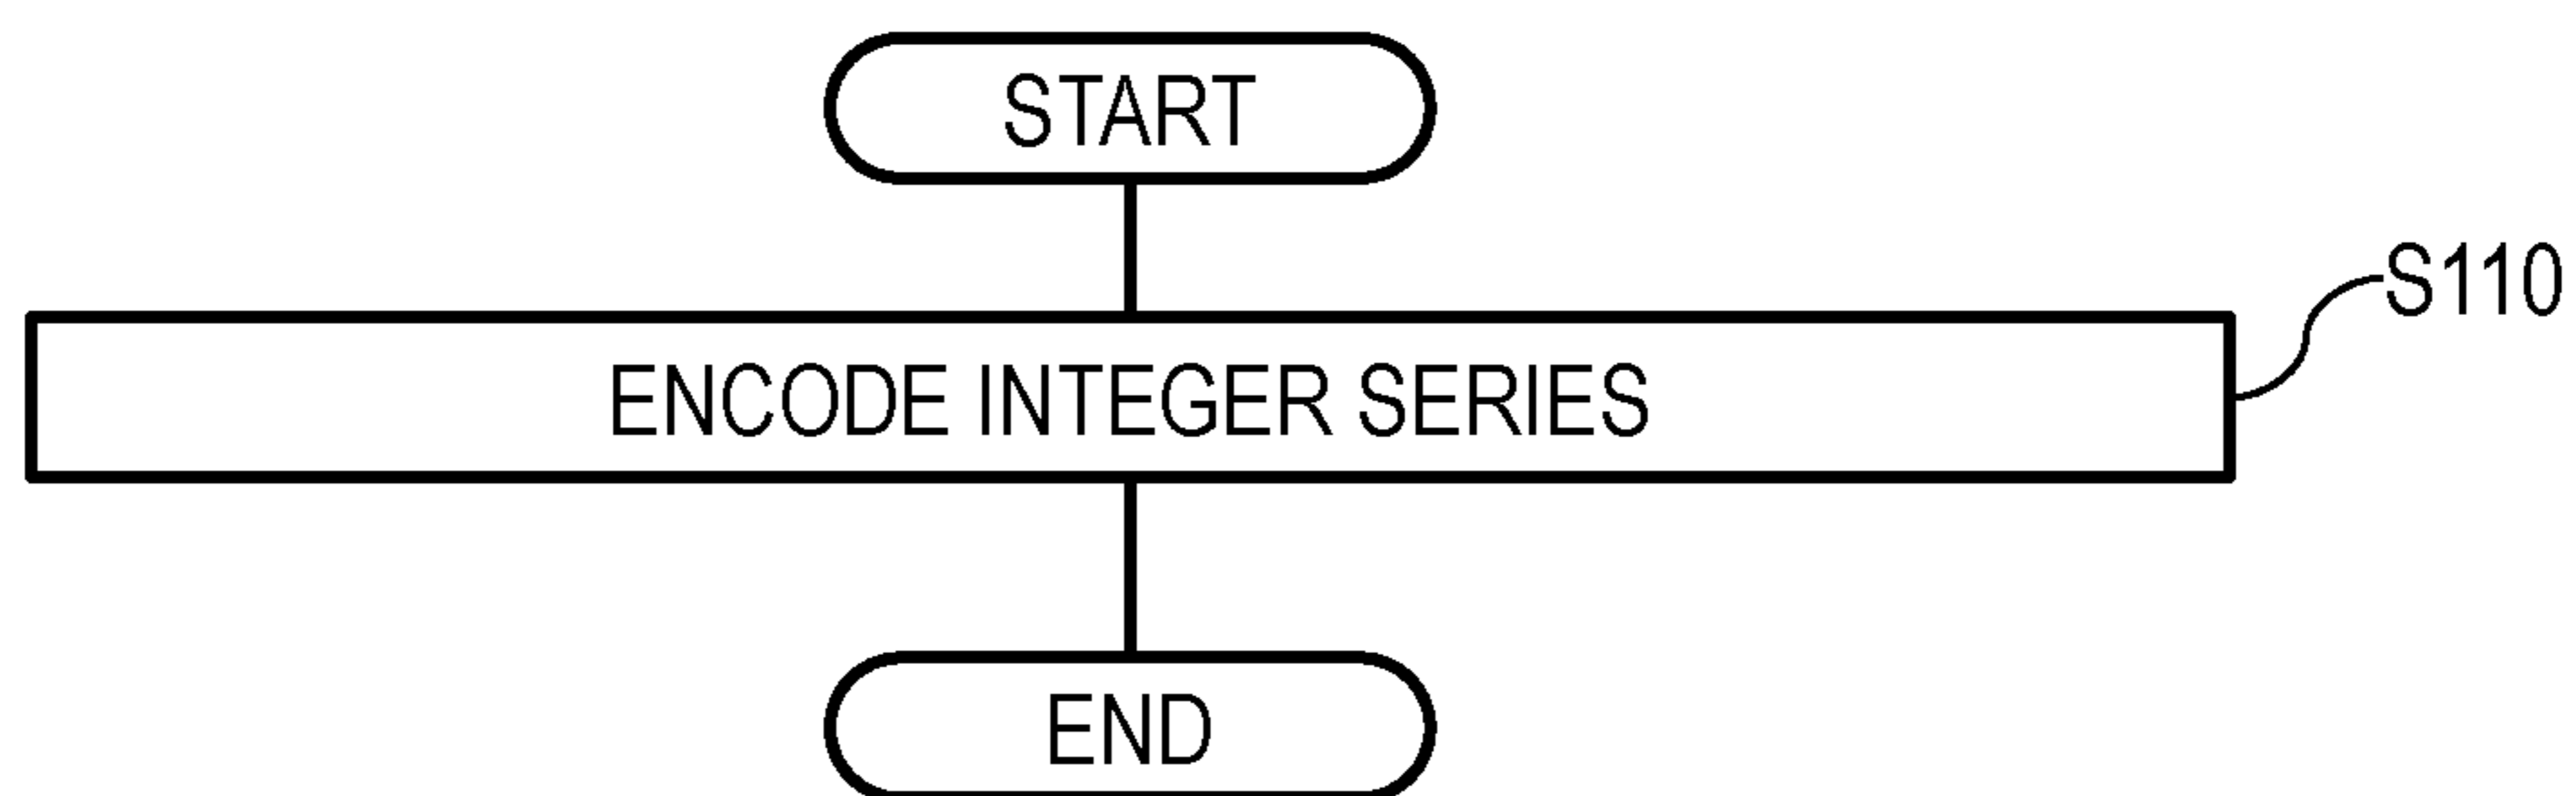 START
S110
ENCODE INTEGER SERIES
END